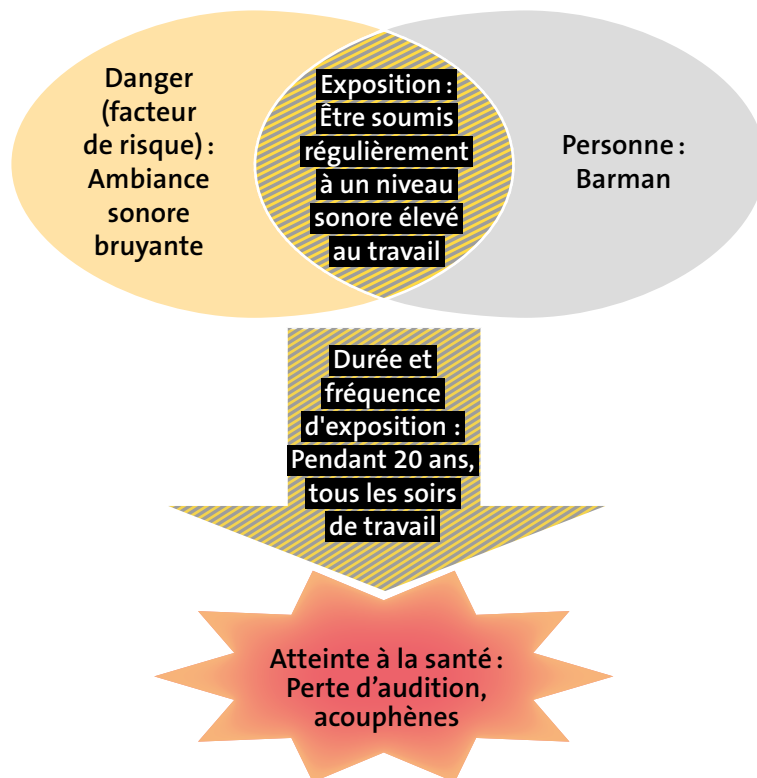 Danger
(facteur
de risque) :
Ambiance
sonore
bruyante
Exposition :
Être soumis
régulièrement
à un niveau
sonore élevé
au travail
Personne :
Barman
Durée et
fréquence
d'exposition :
Pendant 20 ans,
tous les soirs
de travail
Atteinte à la santé :
Perte d’audition,
acouphènes